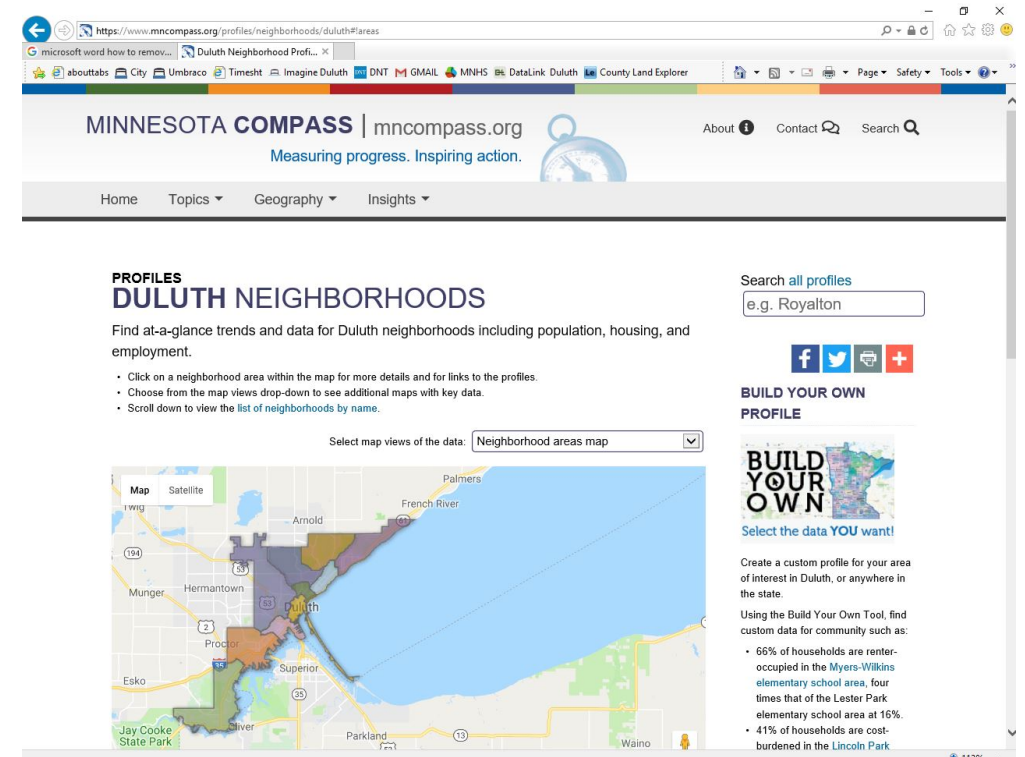 https://www.mncompass.org/profiles/neighborhoods/duluth#!areas
G microsoft word how to remov... Duluth Neighborhood Profi...
abouttabs City Umbraco Timesht Imagine Duluth DNT GMAIL MNHS DataLink Duluth County Land Explorer Page Safety Tools
MINNESOTA COMPASS | mncompass.org
Measuring progress. Inspiring action.
About Contact Search
Home Topics Geography Insights
PROFILES
DULUTH NEIGHBORHOODS
Find at-a-glance trends and data for Duluth neighborhoods including population, housing, and
employment.
• Click on a neighborhood area within the map for more details and for links to the profiles.
• Choose from the map views drop-down to see additional maps with key data.
• Scroll down to view the list of neighborhoods by name.
Select map views of the data: Neighborhood areas map
Map Satellite
Twig
Palmers
French River
Arnold
61
194
53
Munger
Hermantown
53
Duluth
2
Proctor
35
Superior
Esko
35
Jay Cooke
State Park
Parkland
13
Waino
Search all profiles
e.g. Royalton
BUILD YOUR OWN
PROFILE
BUILD
YOUR
OWN
Select the data YOU want!
Create a custom profile for your area
of interest in Duluth, or anywhere in
the state.
Using the Build Your Own Tool, find
custom data for community such as:
• 66% of households are renter-
occupied in the Myers-Wilkins
elementary school area, four
times that of the Lester Park
elementary school area at 16%.
• 41% of households are cost-
burdened in the Lincoln Park